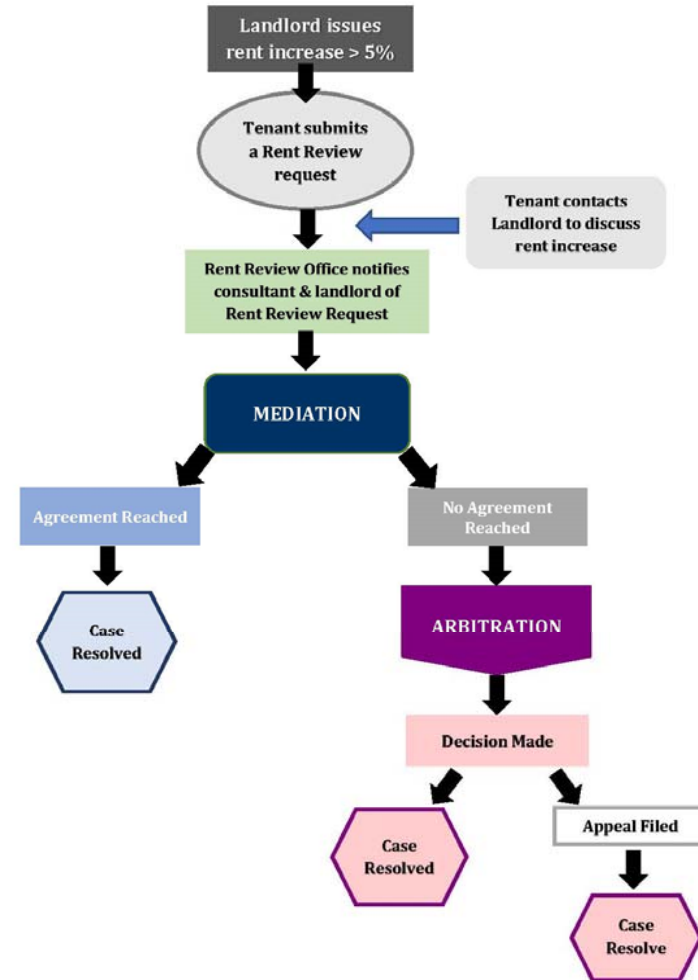 Landlord issues
rent increase > 5%
Tenant submits
a Rent Review
request
Tenant contacts
Landlord to discuss
rent increase
Rent Review Office notifies
consultant & landlord of
Rent Review Request
MEDIATION
Agreement Reached
No Agreement
Reached
Case
Resolved
ARBITRATION
Decision Made
Case
Resolved
Appeal Filed
Case
Resolve